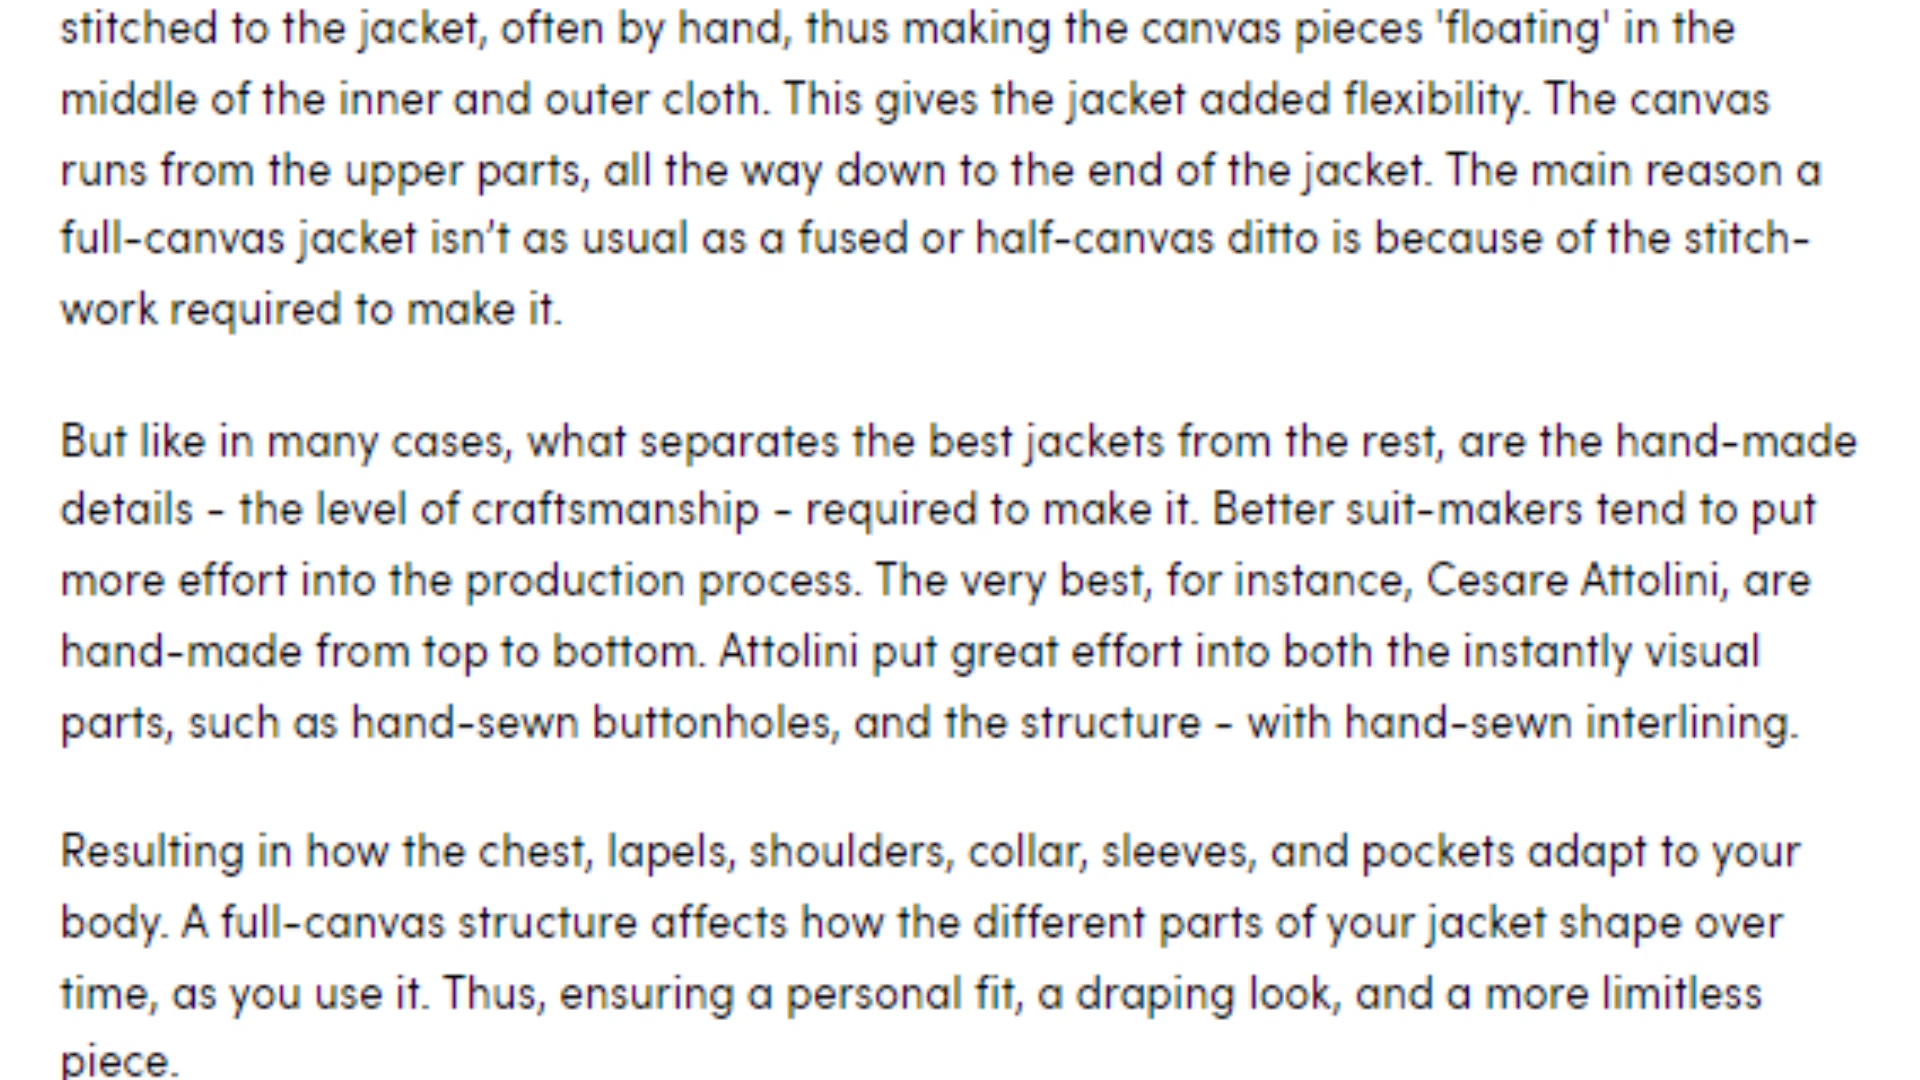 stitched to the jacket, often by hand, thus making the canvas pieces 'floating' in the
middle of the inner and outer cloth. This gives the jacket added flexibility. The canvas
runs from the upper parts, all the way down to the end of the jacket. The main reason a
full-canvas jacket isn’t as usual as a fused or half-canvas ditto is because of the stitch-
work required to make it.
But like in many cases, what separates the best jackets from the rest, are the hand-made
details - the level of craftsmanship - required to make it. Better suit-makers tend to put
more effort into the production process. The very best, for instance, Cesare Attolini, are
hand-made from top to bottom. Attolini put great effort into both the instantly visual
parts, such as hand-sewn buttonholes, and the structure - with hand-sewn interlining.
Resulting in how the chest, lapels, shoulders, collar, sleeves, and pockets adapt to your
body. A full-canvas structure affects how the different parts of your jacket shape over
time, as you use it. Thus, ensuring a personal fit, a draping look, and a more limitless
piece.